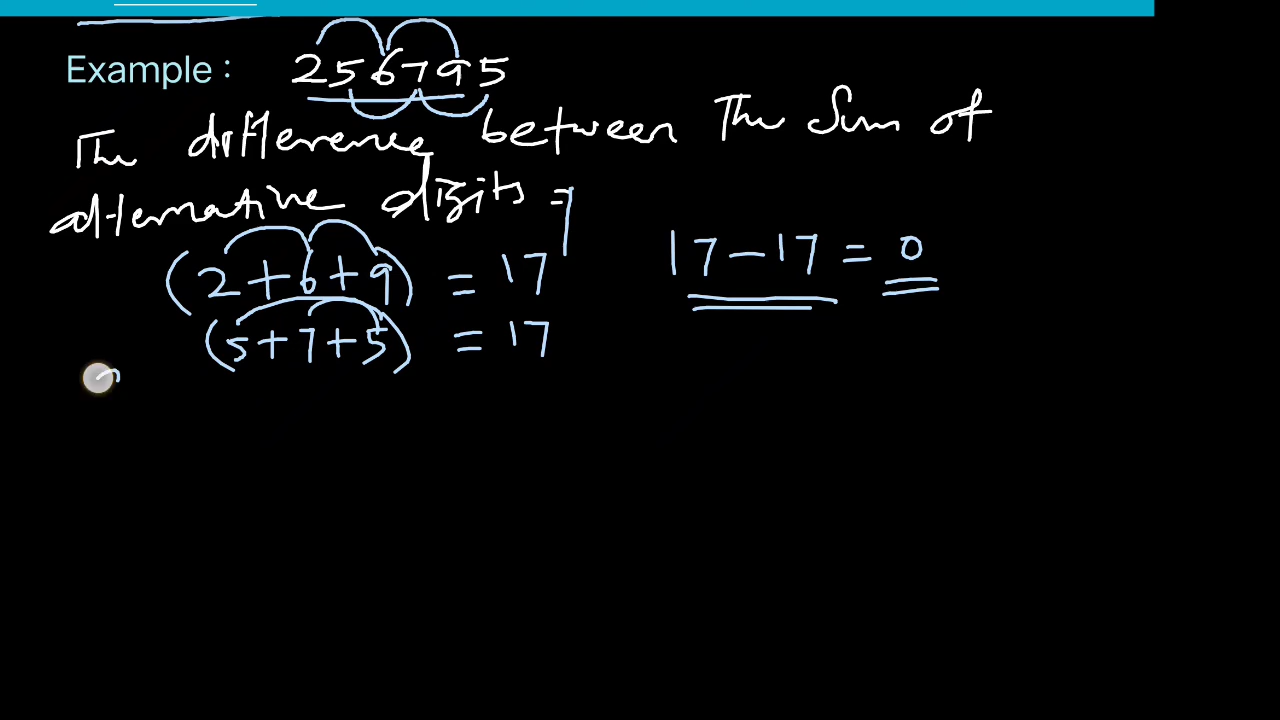 Example : 256795
The difference between The Sum of
alternative digits =
(2+6+9) = 17
17-17 = 0
(5+7+5) = 17